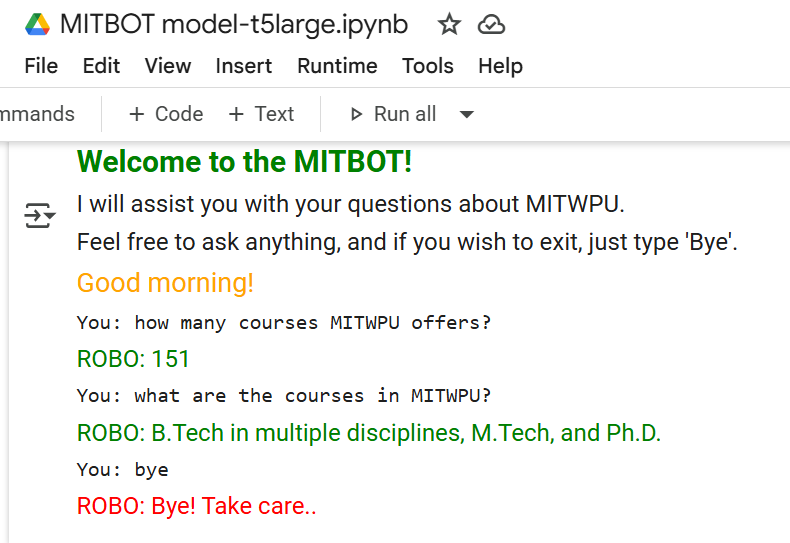 MITBOT model-t5large.ipynb
File Edit View Insert Runtime Tools Help
mmands + Code + Text Run all
Welcome to the MITBOT!
I will assist you with your questions about MITWPU.
Feel free to ask anything, and if you wish to exit, just type 'Bye'.
Good morning!
You: how many courses MITWPU offers?
ROBO: 151
You: what are the courses in MITWPU?
ROBO: B.Tech in multiple disciplines, M.Tech, and Ph.D.
You: bye
ROBO: Bye! Take care..